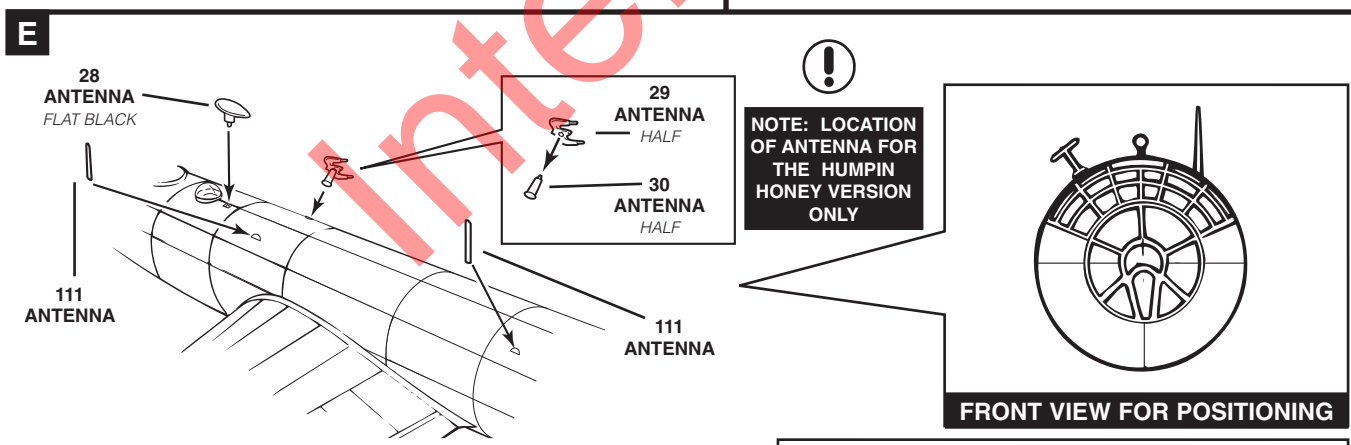 E
28
ANTENNA
FLAT BLACK
111
ANTENNA
29
ANTENNA
HALF
30
ANTENNA
HALF
111
ANTENNA
NOTE: LOCATION
OF ANTENNA FOR
THE HUMPIN
HONEY VERSION
ONLY
FRONT VIEW FOR POSITIONING
Inte